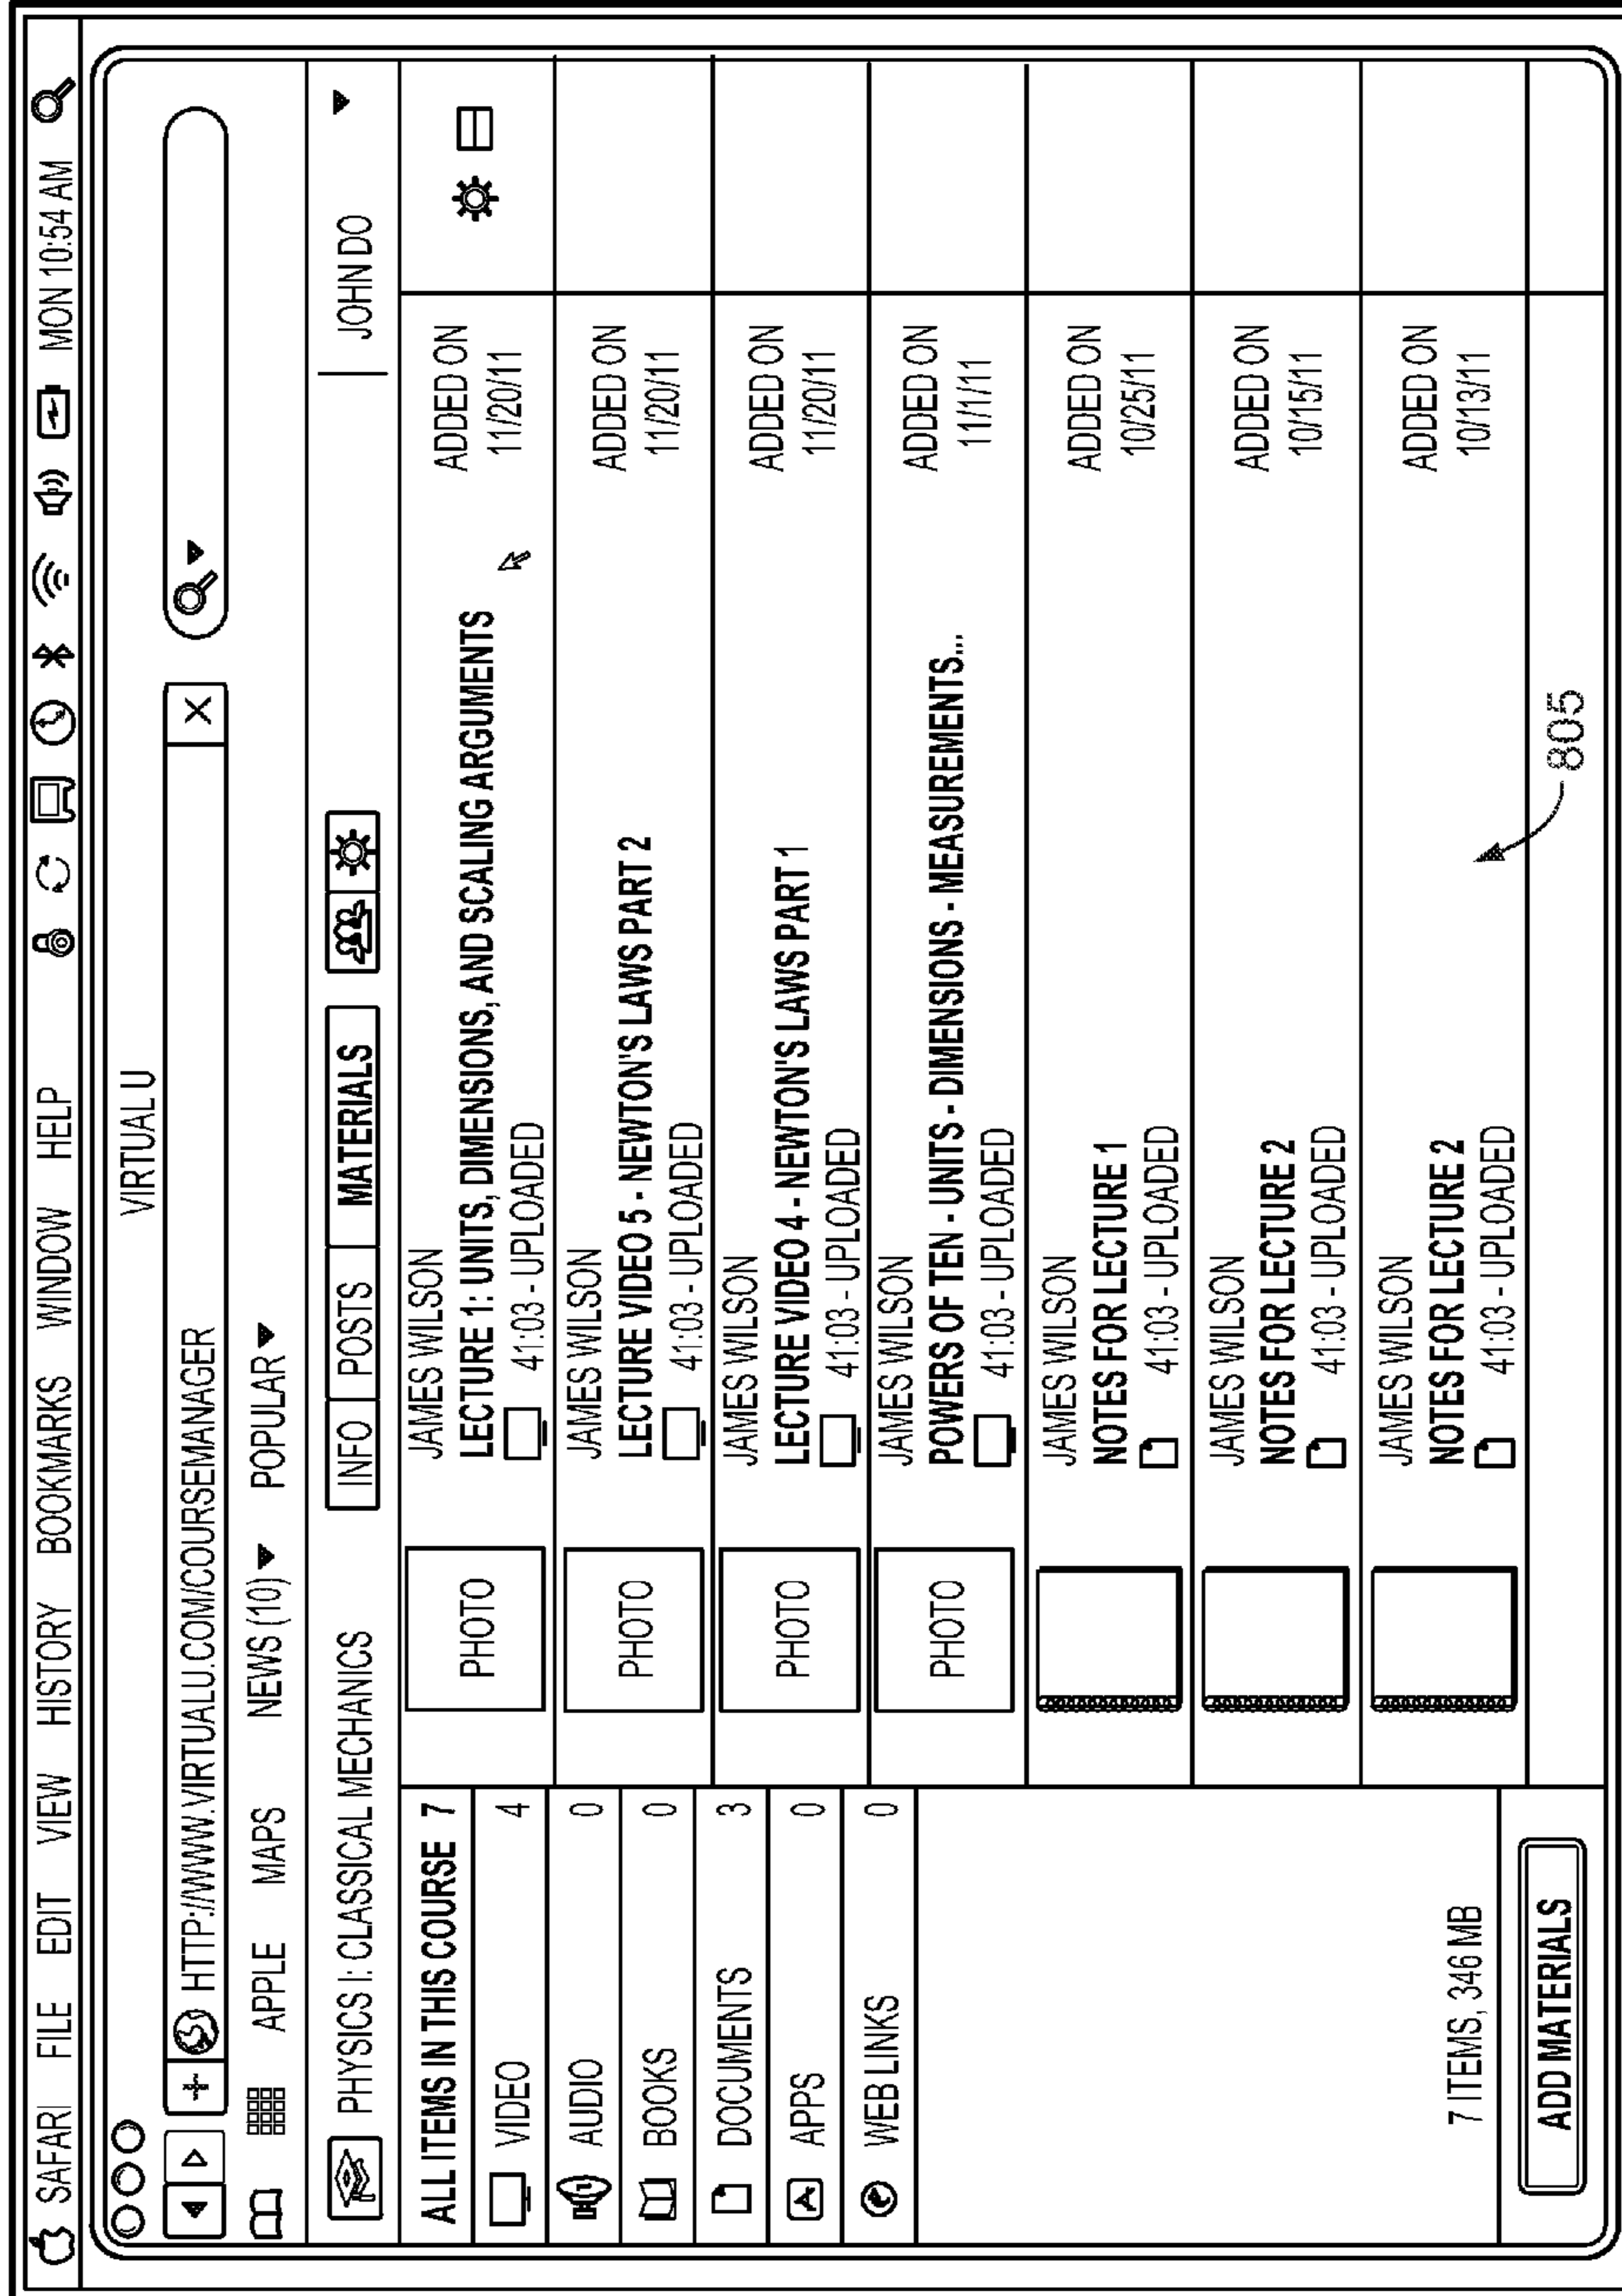 SAFARI FILE EDIT VIEW HISTORY BOOKMARKS WINDOW HELP MON 10:54 AM
VIRTUAL U
HTTP://WWW.VIRTUALU.COM/COURSEMANAGER X
APPLE MAPS NEWS (10) POPULAR
PHYSICS I: CLASSICAL MECHANICS INFO POSTS MATERIALS JOHN DO
ALL ITEMS IN THIS COURSE 7
VIDEO 4
AUDIO 0
BOOKS 0
DOCUMENTS 3
APPS 0
WEB LINKS 0
7 ITEMS, 346 MB
ADD MATERIALS
PHOTO
JAMES WILSON
LECTURE 1: UNITS, DIMENSIONS, AND SCALING ARGUMENTS
41:03 - UPLOADED
ADDED ON
11/20/11
PHOTO
JAMES WILSON
LECTURE VIDEO 5 - NEWTON'S LAWS PART 2
41:03 - UPLOADED
ADDED ON
11/20/11
PHOTO
JAMES WILSON
LECTURE VIDEO 4 - NEWTON'S LAWS PART 1
41:03 - UPLOADED
ADDED ON
11/20/11
PHOTO
JAMES WILSON
POWERS OF TEN - UNITS - DIMENSIONS - MEASUREMENTS...
41:03 - UPLOADED
ADDED ON
11/1/11
JAMES WILSON
NOTES FOR LECTURE 1
41:03 - UPLOADED
ADDED ON
10/25/11
JAMES WILSON
NOTES FOR LECTURE 2
41:03 - UPLOADED
ADDED ON
10/15/11
JAMES WILSON
NOTES FOR LECTURE 2
41:03 - UPLOADED
ADDED ON
10/13/11
805